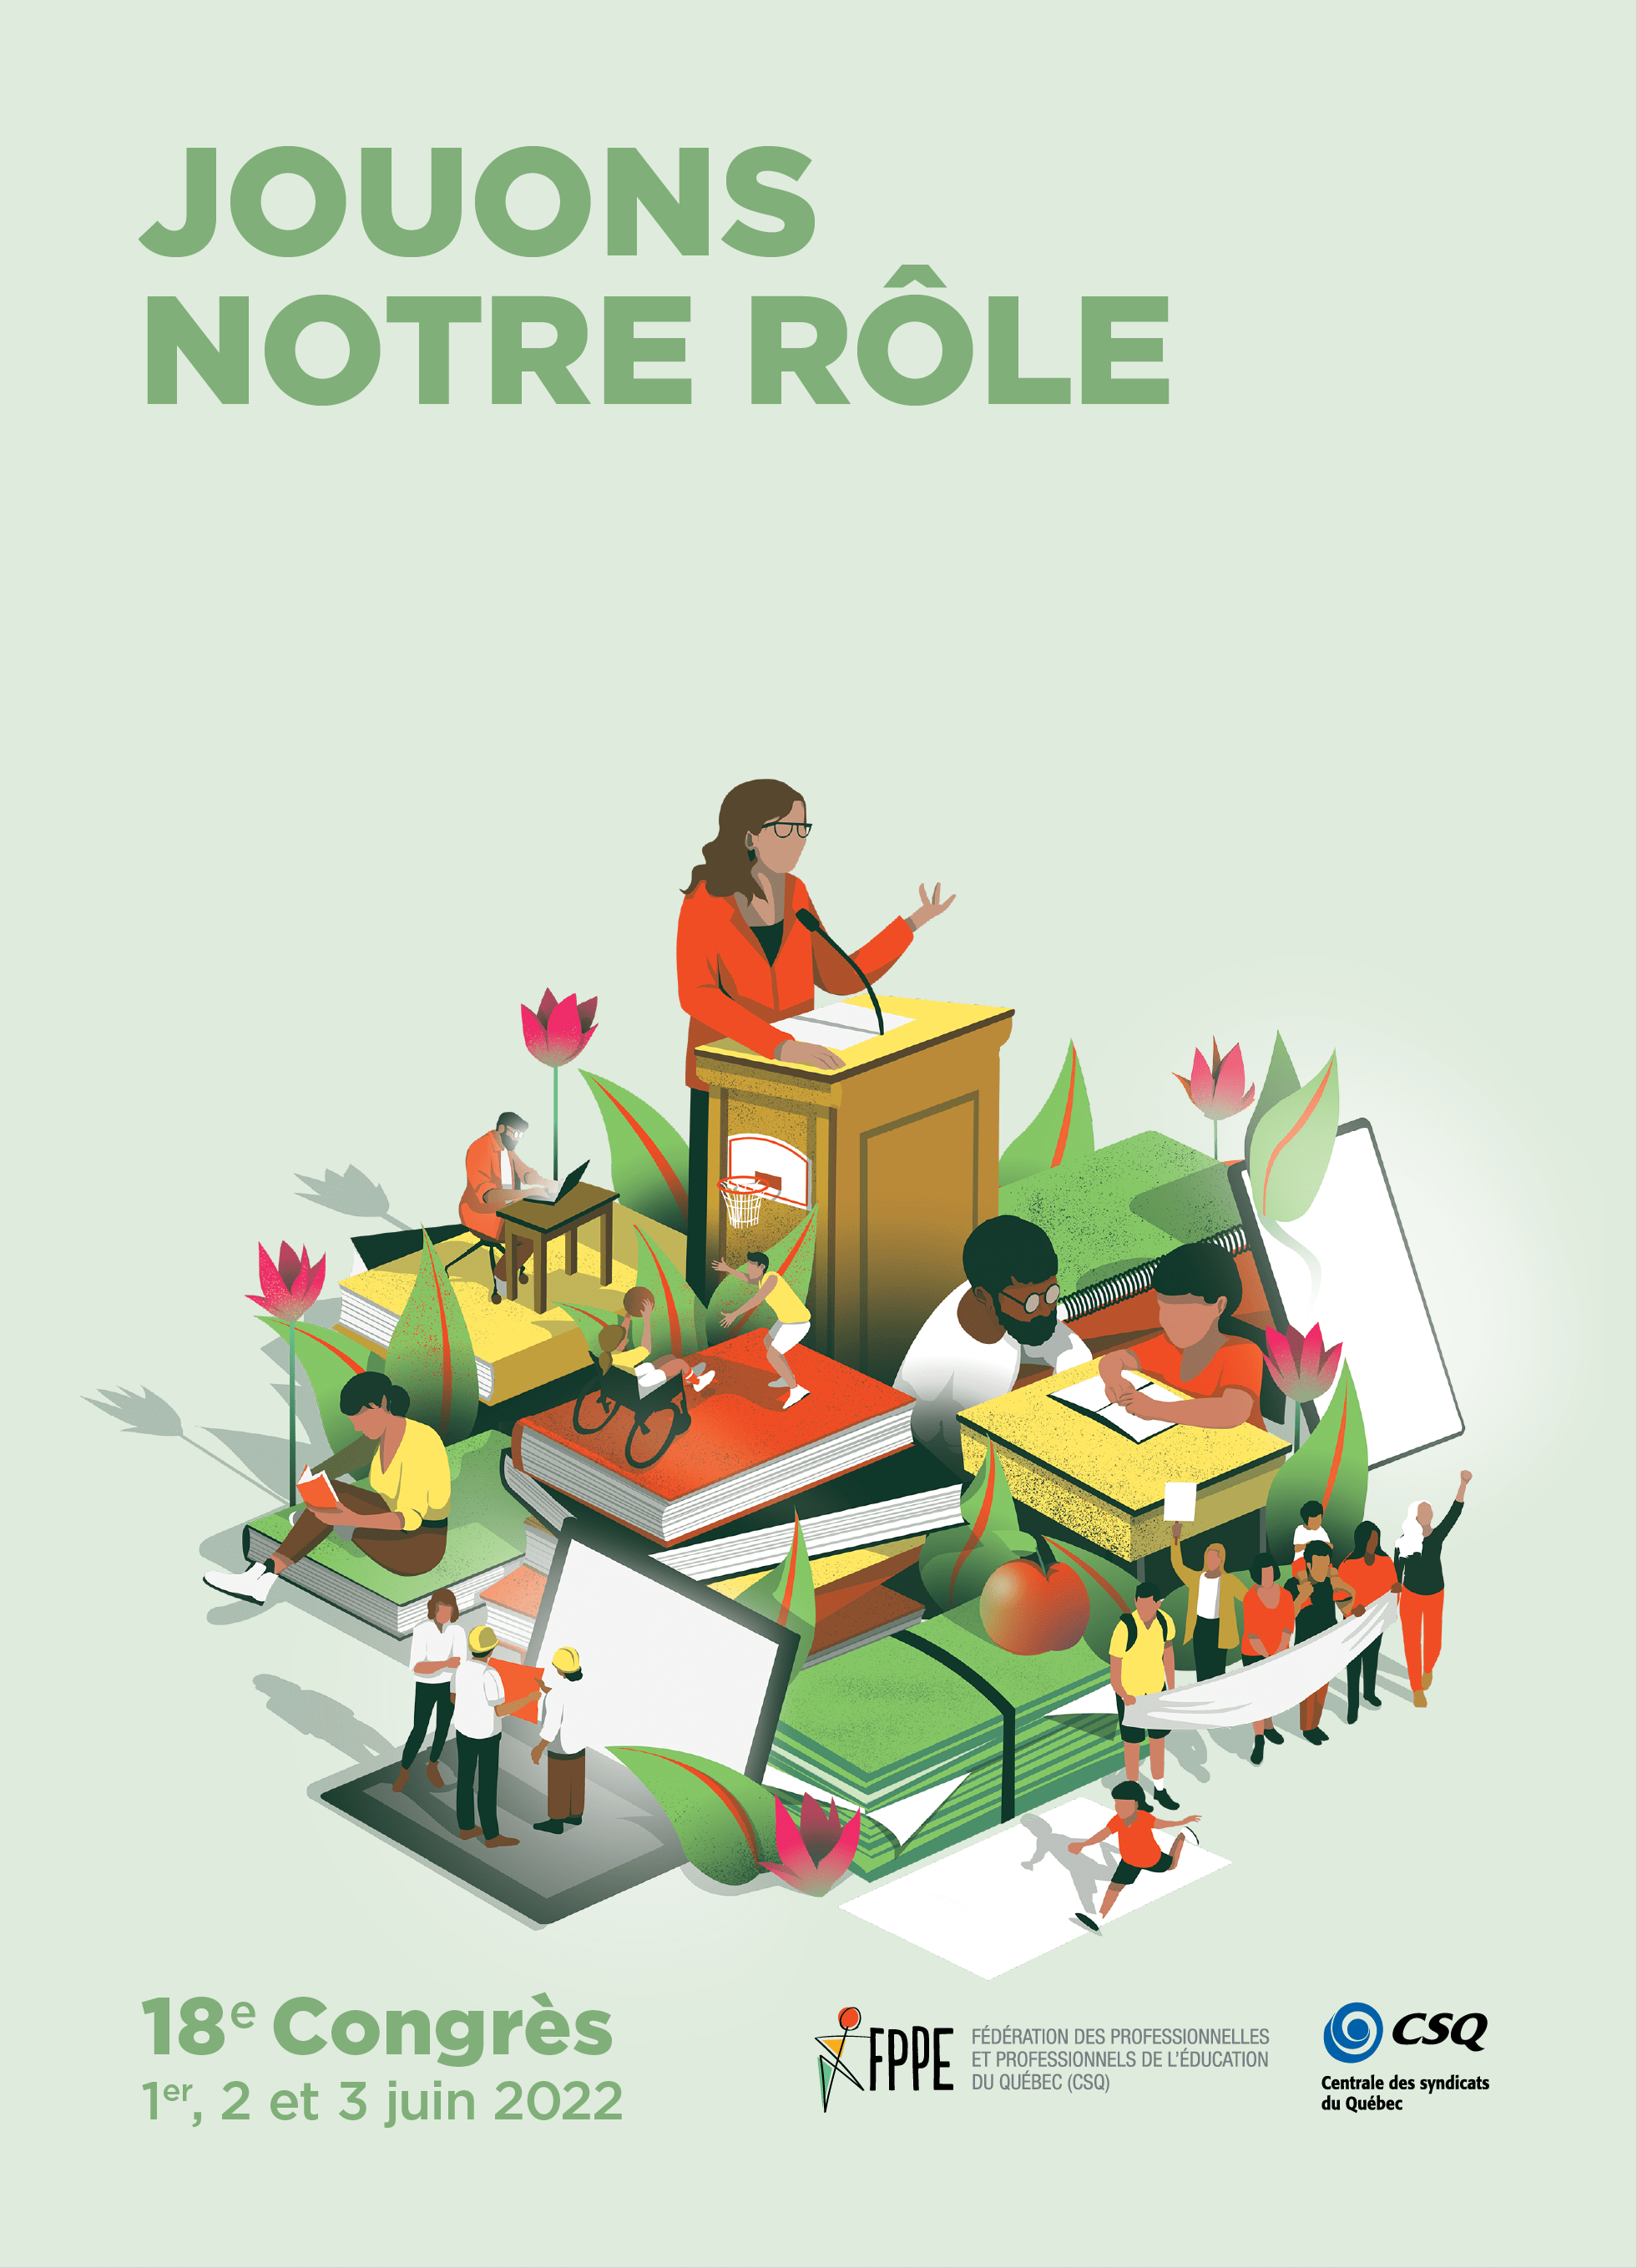 JOUONS
NOTRE RÔLE
18e Congrès
1er, 2 et 3 juin 2022
FPPE
FÉDÉRATION DES PROFESSIONNELLES
ET PROFESSIONNELS DE L'ÉDUCATION
DU QUÉBEC (CSQ)
CSQ
Centrale des syndicats
du Québec